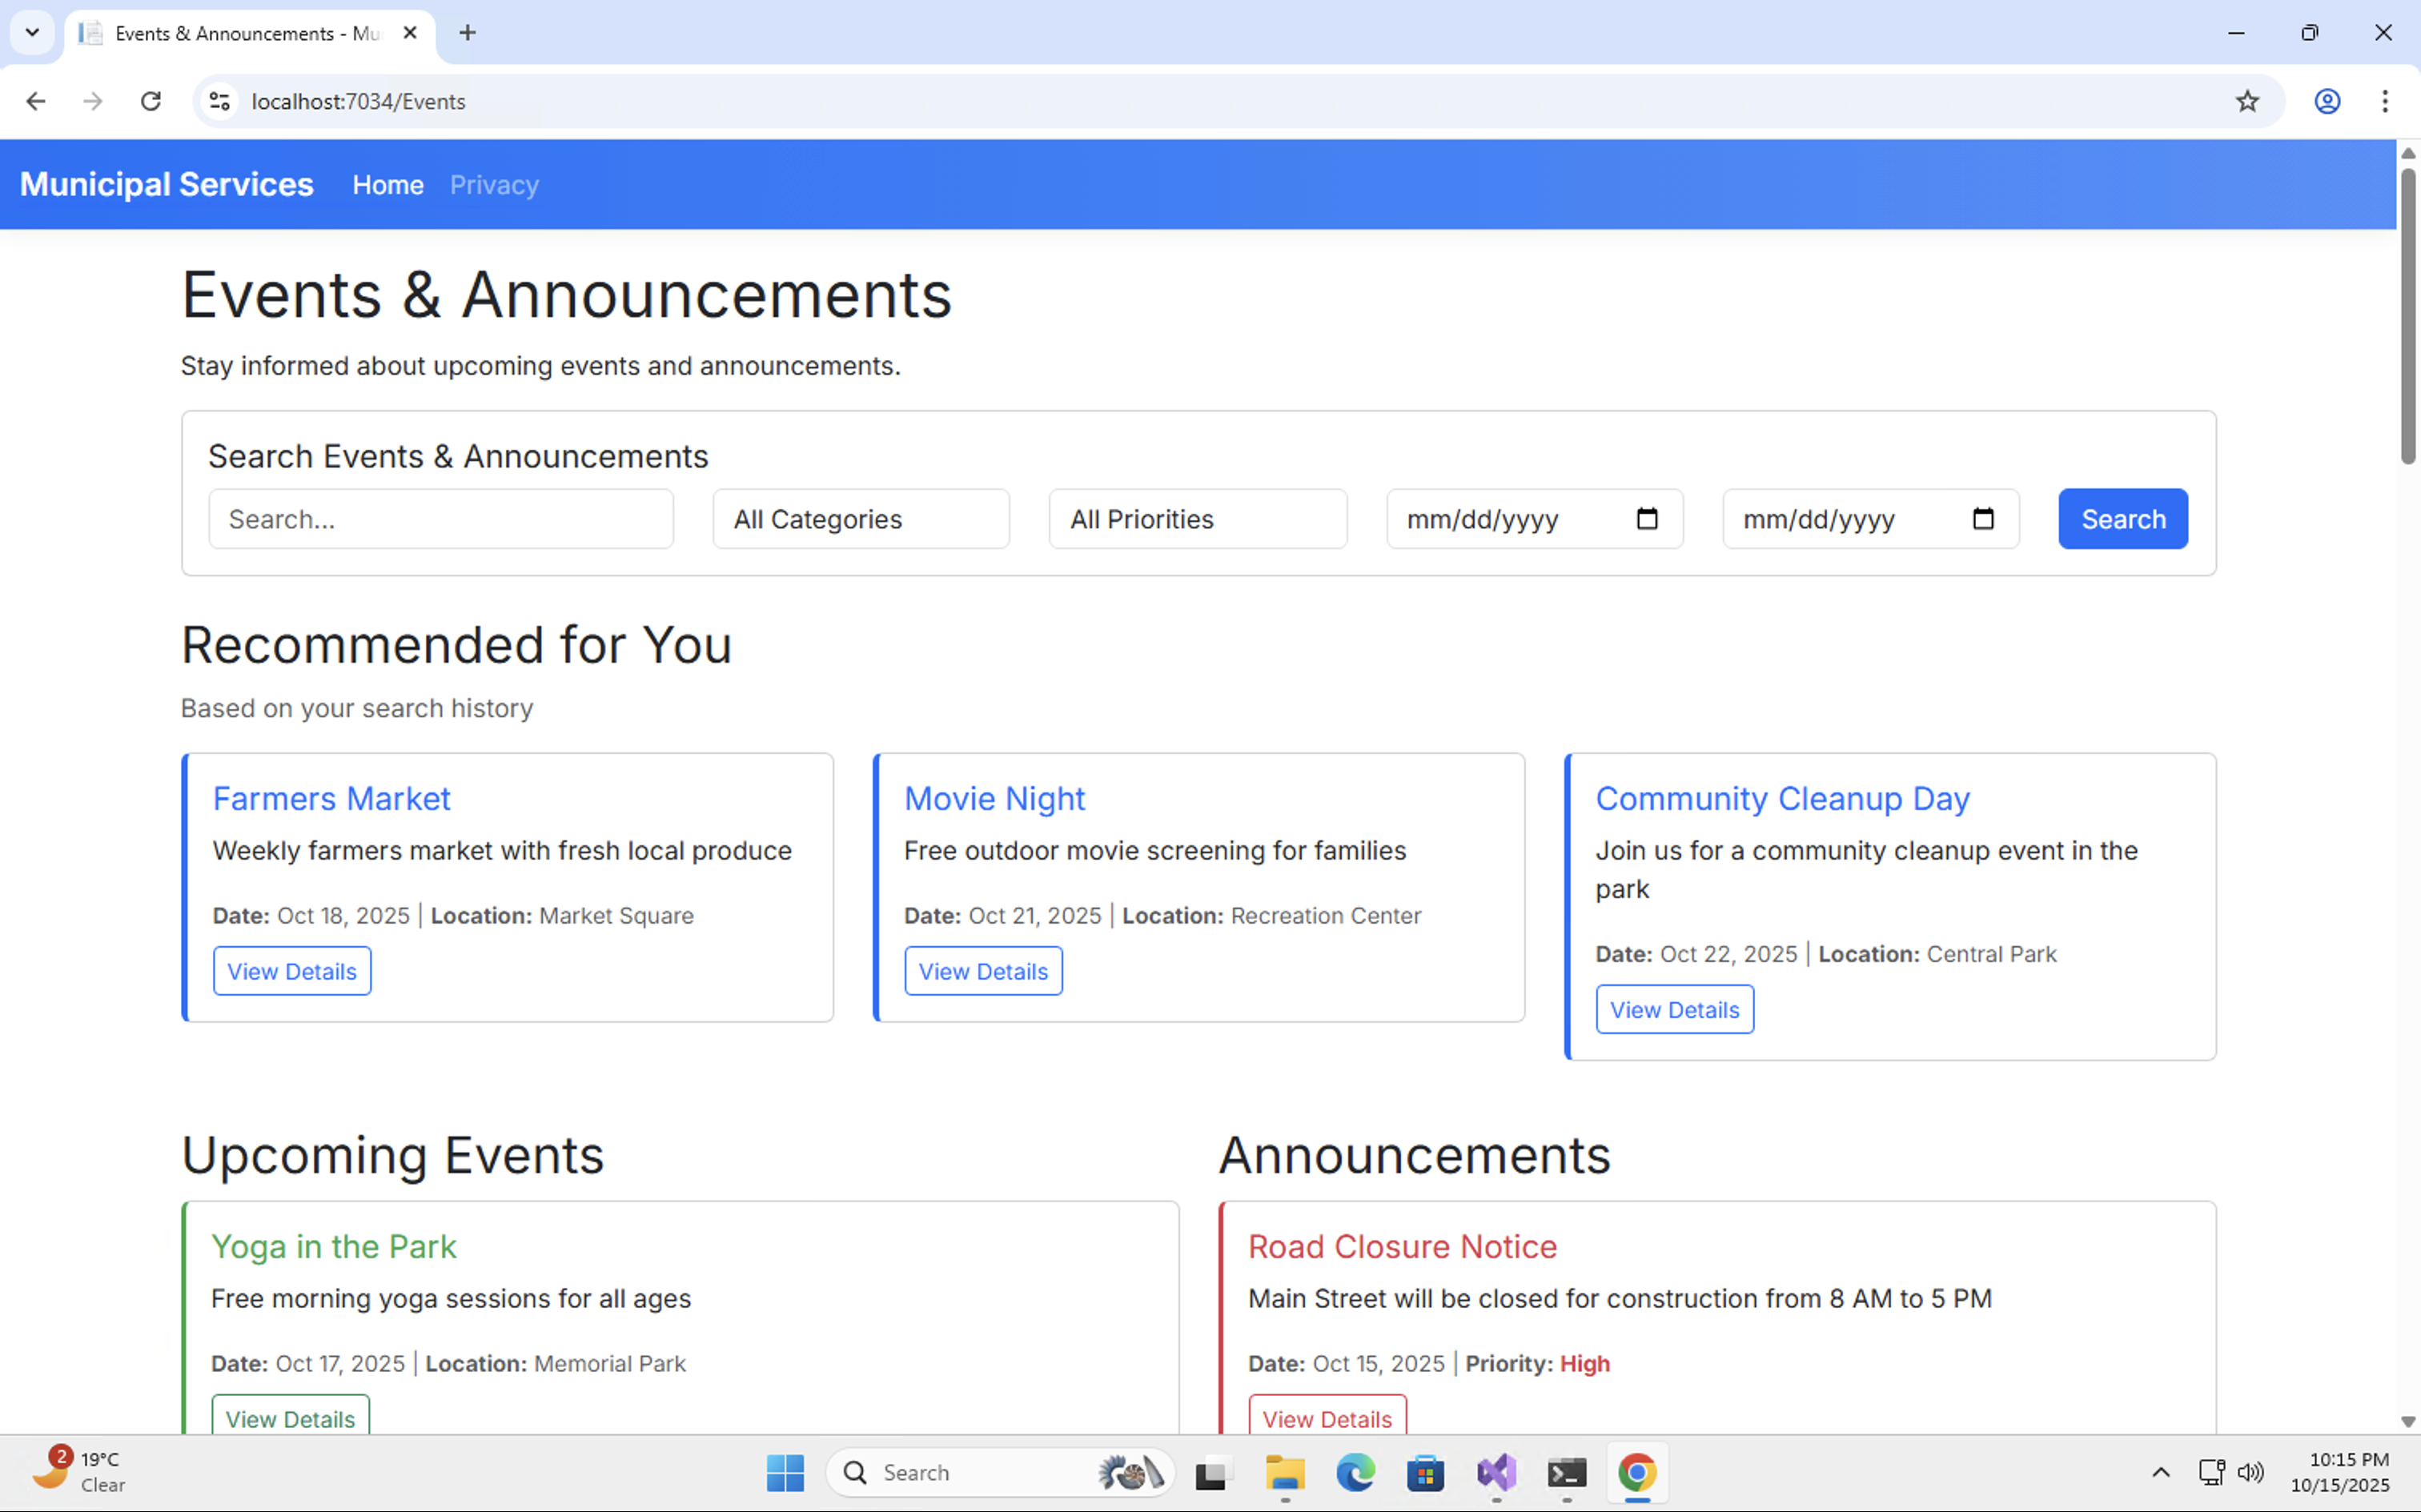 Events & Announcements - Mu
localhost:7034/Events
Municipal Services Home Privacy
Events & Announcements
Stay informed about upcoming events and announcements.
Search Events & Announcements
Search... All Categories All Priorities mm/dd/yyyy mm/dd/yyyy Search
Recommended for You
Based on your search history
Farmers Market
Weekly farmers market with fresh local produce
Date: Oct 18, 2025 | Location: Market Square
View Details
Movie Night
Free outdoor movie screening for families
Date: Oct 21, 2025 | Location: Recreation Center
View Details
Community Cleanup Day
Join us for a community cleanup event in the
park
Date: Oct 22, 2025 | Location: Central Park
View Details
Upcoming Events
Yoga in the Park
Free morning yoga sessions for all ages
Date: Oct 17, 2025 | Location: Memorial Park
View Details
Announcements
Road Closure Notice
Main Street will be closed for construction from 8 AM to 5 PM
Date: Oct 15, 2025 | Priority: High
View Details
2
19°C
Clear
Search
10:15 PM
10/15/2025